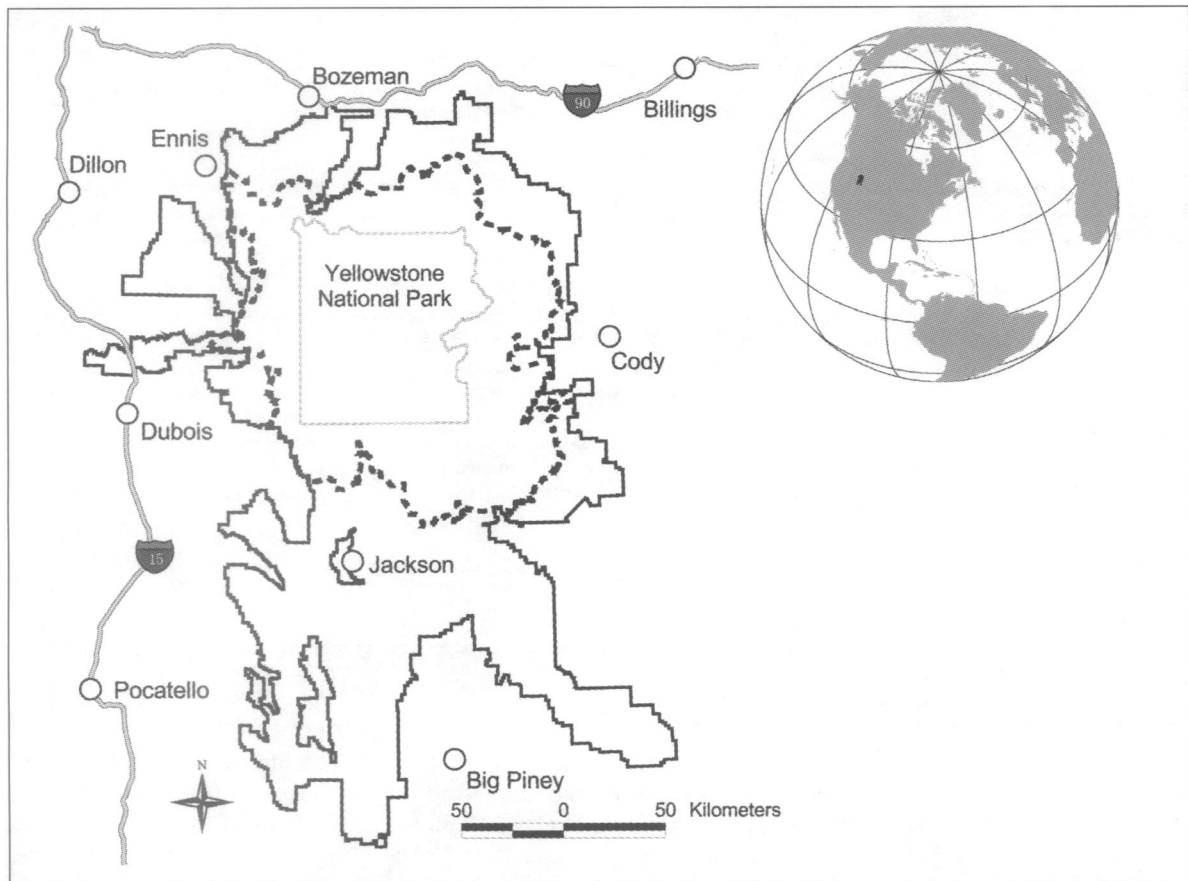 Bozeman
90
Billings
Ennis
Dillon
Yellowstone
National Park
Cody
Dubois
15
Jackson
Pocatello
N
Big Piney
50 0 50 Kilometers